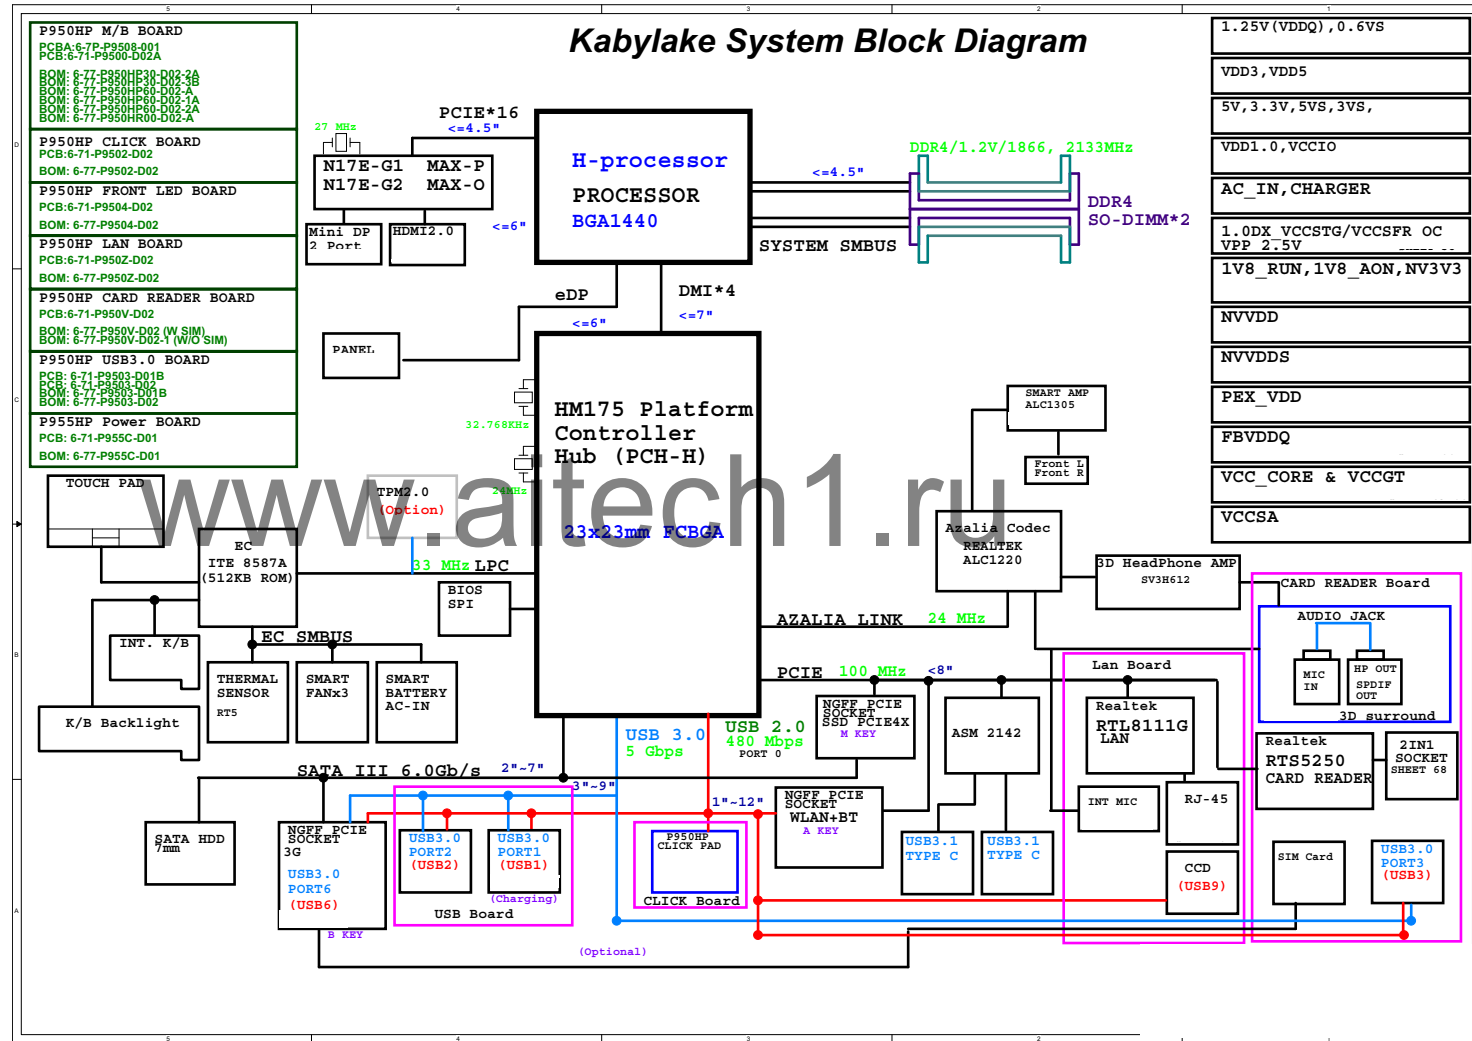 Kabylake System Block Diagram
P950HP M/B BOARD
PCBA:6-7P-P9508-001
PCB:6-71-P9500-D02A
BOM: 6-77-P950HP30-D02-2A
BOM: 6-77-P950HP30-D02-3B
BOM: 6-77-P950HP60-D02-A
BOM: 6-77-P950HP60-D02-1A
BOM: 6-77-P950HP60-D02-2A
BOM: 6-77-P950HR00-D02-A
P950HP CLICK BOARD
PCB:6-71-P9502-D02
BOM: 6-77-P9502-D02
P950HP FRONT LED BOARD
PCB:6-71-P9504-D02
BOM: 6-77-P9504-D02
P950HP LAN BOARD
PCB:6-71-P950Z-D02
BOM: 6-77-P950Z-D02
P950HP CARD READER BOARD
PCB:6-71-P950V-D02
BOM: 6-77-P950V-D02 (W SIM)
BOM: 6-77-P950V-D02-1 (W/O SIM)
P950HP USB3.0 BOARD
PCB: 6-71-P9503-D01B
PCB: 6-71-P9503-D02
BOM: 6-77-P9503-D01B
BOM: 6-77-P9503-D02
P955HP Power BOARD
PCB: 6-71-P955C-D01
BOM: 6-77-P955C-D01
1.25V(VDDQ),0.6VS
VDD3,VDD5
5V,3.3V,5VS,3VS,
VDD1.0,VCCIO
AC_IN,CHARGER
1.0DX VCCSTG/VCCSFR OC
VPP 2.5V
1V8_RUN,1V8_AON,NV3V3
NVVDD
NVVDDS
PEX_VDD
FBVDDQ
VCC_CORE & VCCGT
VCCSA
27 MHz
PCIE*16
<=4.5"
N17E-G1 MAX-P
N17E-G2 MAX-O
Mini DP
2 Port
HDMI2.0
<=6"
H-processor
PROCESSOR
BGA1440
DDR4/1.2V/1866, 2133MHz
<=4.5"
DDR4
SO-DIMM*2
SYSTEM SMBUS
eDP
<=6"
DMI*4
<=7"
PANEL
32.768KHz
24MHz
HM175 Platform
Controller
Hub (PCH-H)
23x23mm FCBGA
SMART AMP
ALC1305
Front L
Front R
www.aitech1.ru
TOUCH PAD
TPM2.0
(Option)
EC
ITE 8587A
(512KB ROM)
33 MHz LPC
BIOS
SPI
Azalia Codec
REALTEK
ALC1220
3D HeadPhone AMP
SV3H612
CARD READER Board
AUDIO JACK
MIC
IN
HP OUT
SPDIF
OUT
3D surround
AZALIA LINK 24 MHz
INT. K/B
EC SMBUS
THERMAL
SENSOR
RT5
SMART
FANx3
SMART
BATTERY
AC-IN
K/B Backlight
PCIE 100 MHz <8"
Lan Board
NGFF PCIE
SOCKET
SSD PCIE4X
M KEY
ASM 2142
Realtek
RTL8111G
LAN
Realtek
RTS5250
CARD READER
2IN1
SOCKET
SHEET 68
USB 3.0
5 Gbps
USB 2.0
480 Mbps
PORT 0
SATA III 6.0Gb/s 2"~7"
3"~9"
1"~12"
NGFF PCIE
SOCKET
WLAN+BT
A KEY
INT MIC
RJ-45
SATA HDD
7mm
NGFF PCIE
SOCKET
3G
USB3.0
PORT6
(USB6)
B KEY
USB3.0
PORT2
(USB2)
USB3.0
PORT1
(USB1)
(Charging)
USB Board
P950HP
CLICK PAD
CLICK Board
USB3.1
TYPE C
USB3.1
TYPE C
CCD
(USB9)
SIM Card
USB3.0
PORT3
(USB3)
(Optional)